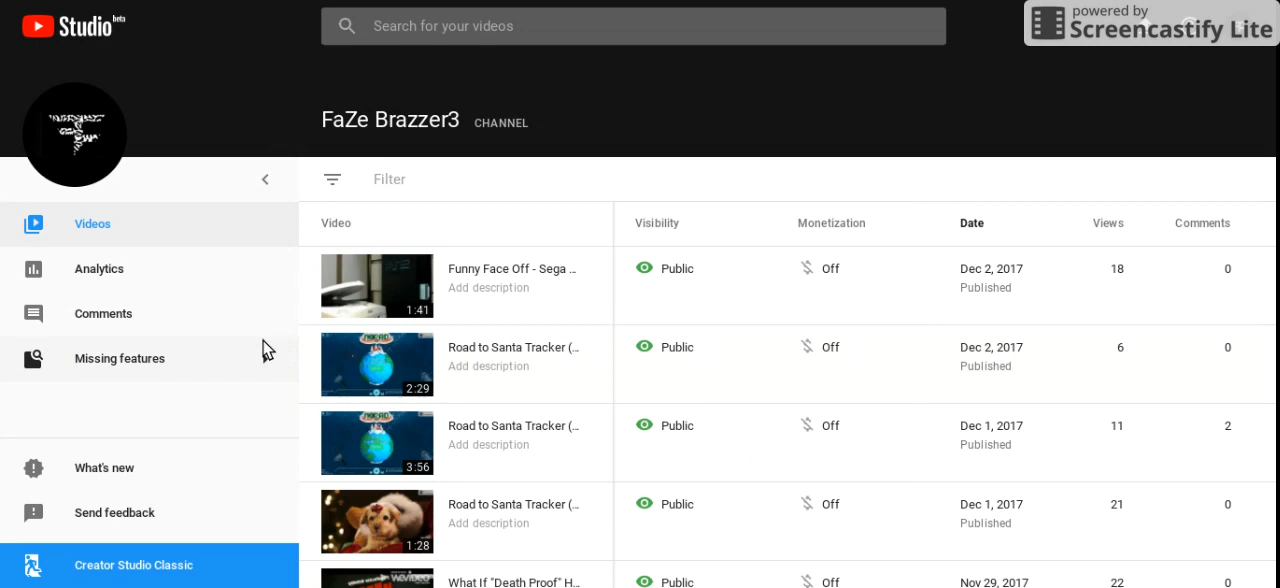 Studio beta
Search for your videos
powered by
Screencastify Lite
FaZe Brazzer3 CHANNEL
Filter
Videos
Analytics
Comments
Missing features
What's new
Send feedback
Creator Studio Classic
Video Visibility Monetization Date Views Comments
Funny Face Off - Sega ... Public Off Dec 2, 2017 18 0
Add description Published
1:41
Road to Santa Tracker (... Public Off Dec 2, 2017 6 0
Add description Published
2:29
Road to Santa Tracker (... Public Off Dec 1, 2017 11 2
Add description Published
3:56
Road to Santa Tracker (... Public Off Dec 1, 2017 21 0
Add description Published
1:28
What If "Death Proof" H... Public Off Nov 29, 2017 22 0